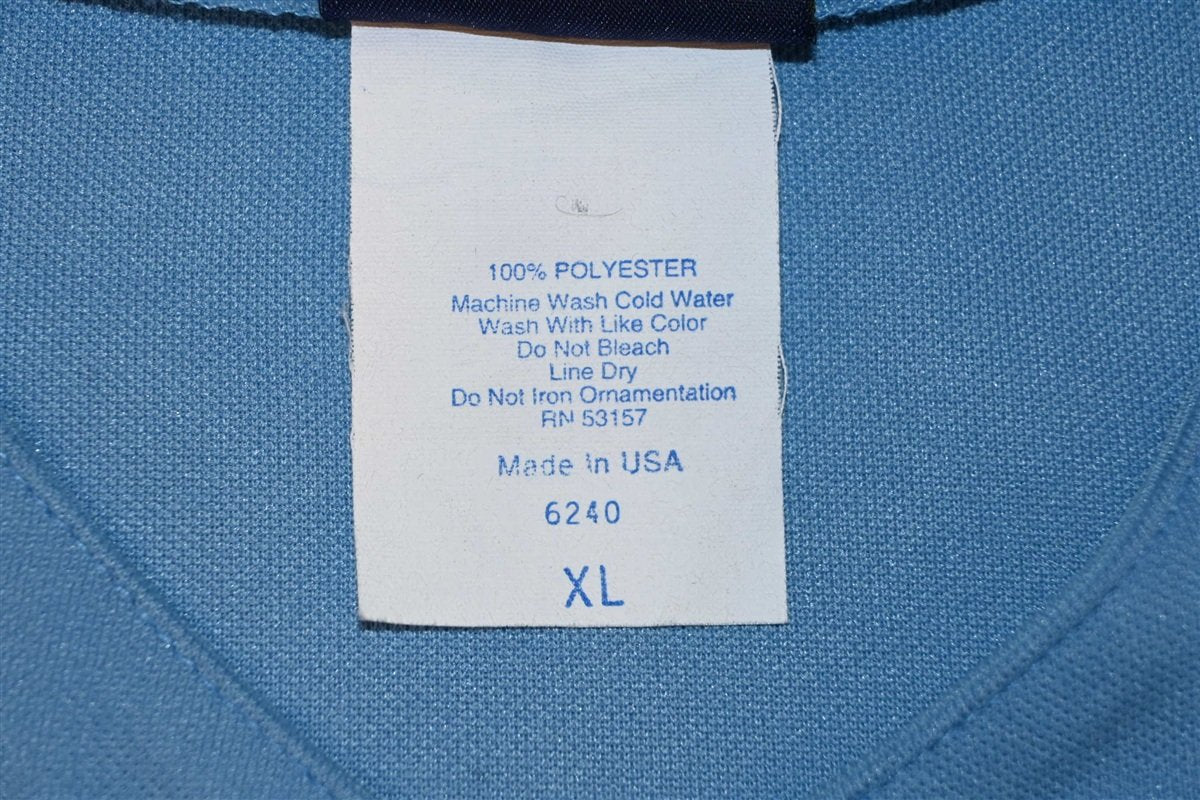 100% POLYESTER
Machine Wash Cold Water
Wash With Like Color
Do Not Bleach
Line Dry
Do Not Iron Ornamentation
RN 53157
Made In USA
6240
XL